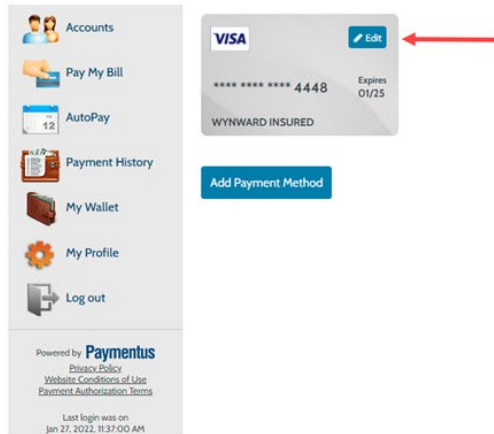 Accounts
Pay My Bill
12
AutoPay
Payment History
My Wallet
My Profile
Log out
Powered by Paymentus
Privacy Policy
Website Conditions of Use
Payment Authorization Terms
Last login was on
Jan 27, 2022, 11:37:00 AM
VISA
Edit
**** **** **** 4448
Expires
01/25
WYNWARD INSURED
Add Payment Method